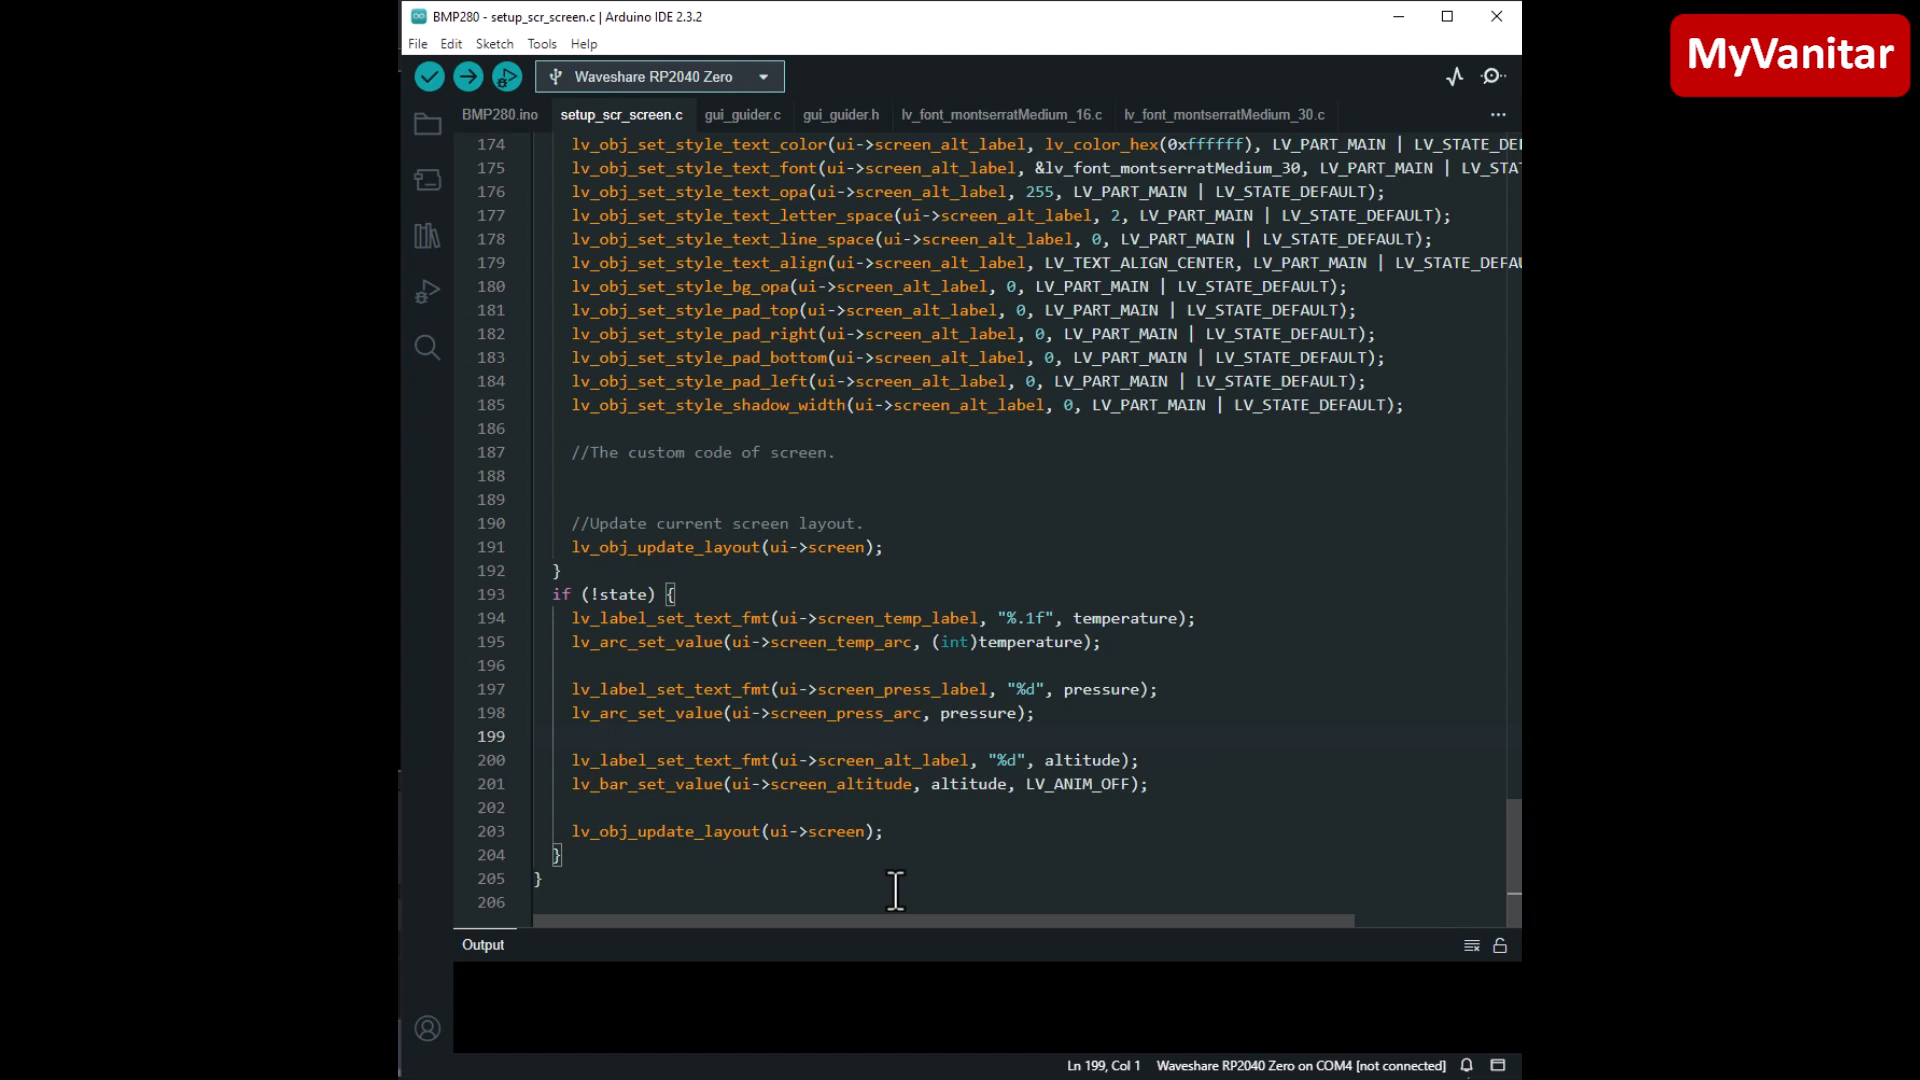 BMP280 - setup_scr_screen.c | Arduino IDE 2.3.2
MyVanitar
File Edit Sketch Tools Help
Waveshare RP2040 Zero
BMP280.ino setup_scr_screen.c gui_guider.c gui_guider.h lv_font_montserratMedium_16.c lv_font_montserratMedium_30.c
174 lv_obj_set_style_text_color(ui->screen_alt_label, lv_color_hex(0xffffff), LV_PART_MAIN | LV_STATE_DE
175 lv_obj_set_style_text_font(ui->screen_alt_label, &lv_font_montserratMedium_30, LV_PART_MAIN | LV_STA
176 lv_obj_set_style_text_opa(ui->screen_alt_label, 255, LV_PART_MAIN | LV_STATE_DEFAULT);
177 lv_obj_set_style_text_letter_space(ui->screen_alt_label, 2, LV_PART_MAIN | LV_STATE_DEFAULT);
178 lv_obj_set_style_text_line_space(ui->screen_alt_label, 0, LV_PART_MAIN | LV_STATE_DEFAULT);
179 lv_obj_set_style_text_align(ui->screen_alt_label, LV_TEXT_ALIGN_CENTER, LV_PART_MAIN | LV_STATE_DEFAU
180 lv_obj_set_style_bg_opa(ui->screen_alt_label, 0, LV_PART_MAIN | LV_STATE_DEFAULT);
181 lv_obj_set_style_pad_top(ui->screen_alt_label, 0, LV_PART_MAIN | LV_STATE_DEFAULT);
182 lv_obj_set_style_pad_right(ui->screen_alt_label, 0, LV_PART_MAIN | LV_STATE_DEFAULT);
183 lv_obj_set_style_pad_bottom(ui->screen_alt_label, 0, LV_PART_MAIN | LV_STATE_DEFAULT);
184 lv_obj_set_style_pad_left(ui->screen_alt_label, 0, LV_PART_MAIN | LV_STATE_DEFAULT);
185 lv_obj_set_style_shadow_width(ui->screen_alt_label, 0, LV_PART_MAIN | LV_STATE_DEFAULT);
186
187 //The custom code of screen.
188
189
190 //Update current screen layout.
191 lv_obj_update_layout(ui->screen);
192 }
193 if (!state) {
194 lv_label_set_text_fmt(ui->screen_temp_label, "%.1f", temperature);
195 lv_arc_set_value(ui->screen_temp_arc, (int)temperature);
196
197 lv_label_set_text_fmt(ui->screen_press_label, "%d", pressure);
198 lv_arc_set_value(ui->screen_press_arc, pressure);
199
200 lv_label_set_text_fmt(ui->screen_alt_label, "%d", altitude);
201 lv_bar_set_value(ui->screen_altitude, altitude, LV_ANIM_OFF);
202
203 lv_obj_update_layout(ui->screen);
204 }
205 }
206
Output
Ln 199, Col 1 Waveshare RP2040 Zero on COM4 [not connected]